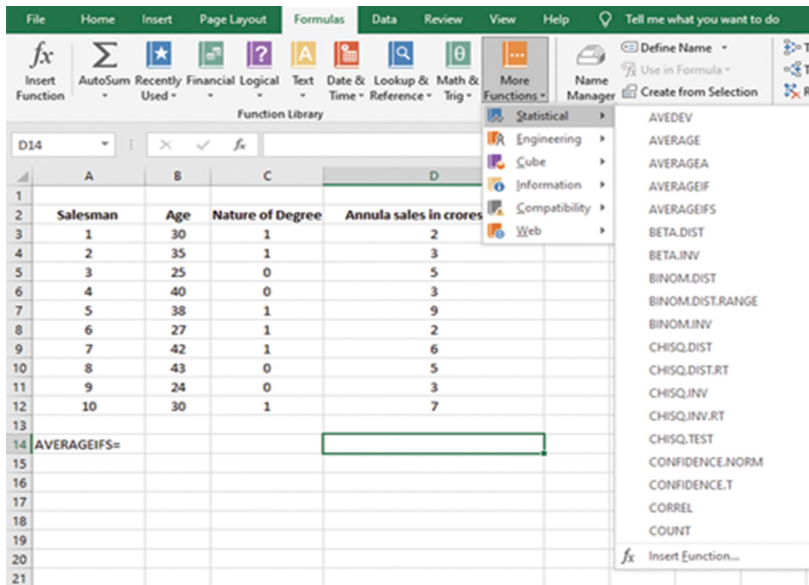 File Home Insert Page Layout Formulas Data Review View Help Tell me what you want to do
Insert Function
AutoSum
Recently Used
Financial
Logical
Text
Date & Time
Lookup & Reference
Math & Trig
More Functions
Name Manager
Define Name
Use in Formula
Create from Selection
Function Library
D14
fx
A B C D
1
2 Salesman Age Nature of Degree Annula sales in crores
3 1 30 1 2
4 2 35 1 3
5 3 25 0 5
6 4 40 0 3
7 5 38 1 9
8 6 27 1 2
9 7 42 1 6
10 8 43 0 5
11 9 24 0 3
12 10 30 1 7
13
14 AVERAGEIFS=
15
16
17
18
19
20
21
Statistical
Engineering
Cube
Information
Compatibility
Web
AVEDEV
AVERAGE
AVERAGEA
AVERAGEIF
AVERAGEIFS
BETA.DIST
BETA.INV
BINOM.DIST
BINOM.DIST.RANGE
BINOM.INV
CHISQ.DIST
CHISQ.DIST.RT
CHISQ.INV
CHISQ.INV.RT
CHISQ.TEST
CONFIDENCE.NORM
CONFIDENCE.T
CORREL
COUNT
fx Insert Function...